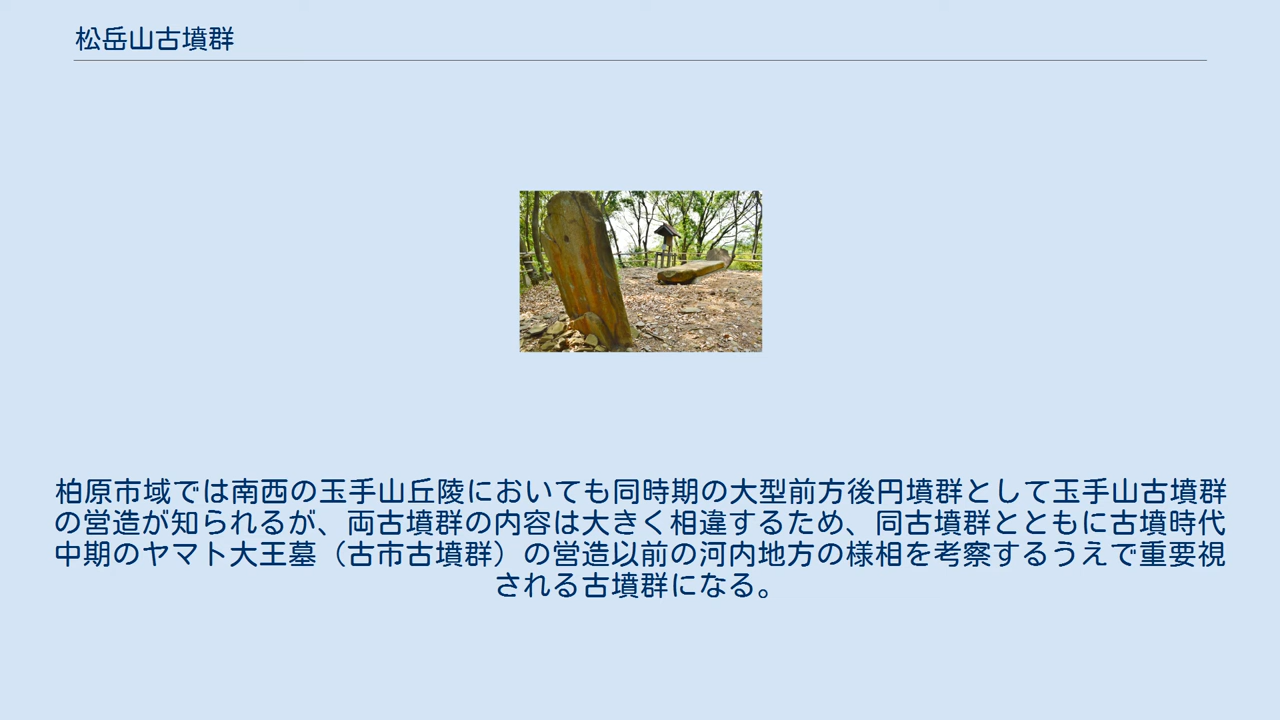 松岳山古墳群
柏原市域では南西の玉手山丘陵においても同時期の大型前方後円墳群として玉手山古墳群
の営造が知られるが、両古墳群の内容は大きく相違するため、同古墳群とともに古墳時代
中期のヤマト大王墓（古市古墳群）の営造以前の河内地方の様相を考察するうえで重要視
される古墳群になる。